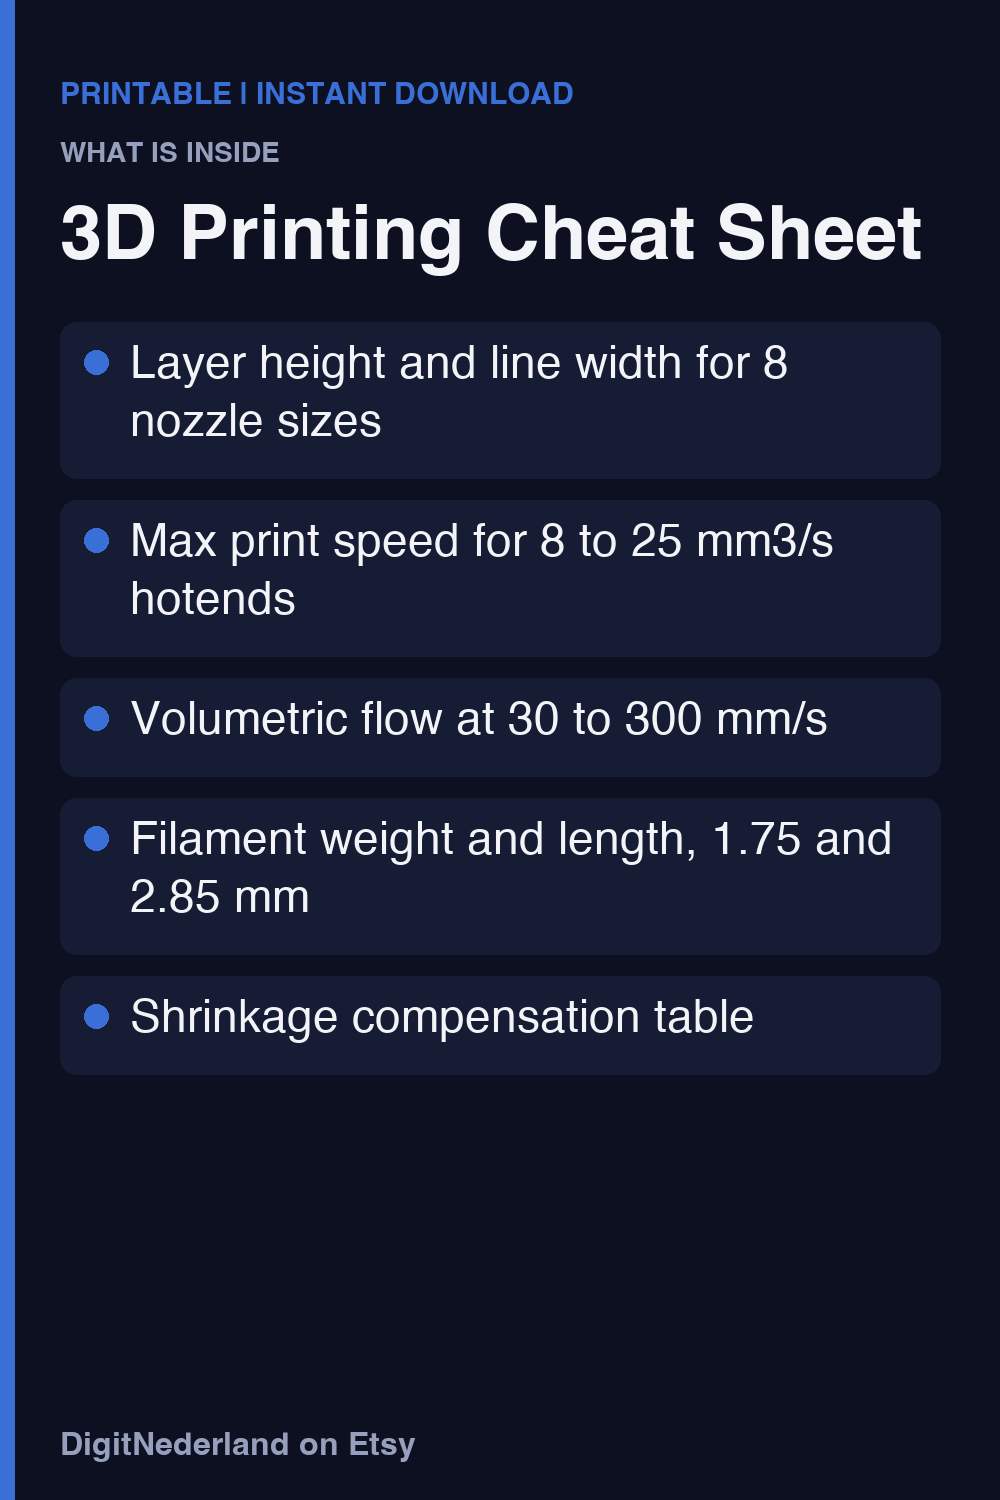 PRINTABLE | INSTANT DOWNLOAD
WHAT IS INSIDE
3D Printing Cheat Sheet
Layer height and line width for 8
nozzle sizes
Max print speed for 8 to 25 mm3/s
hotends
Volumetric flow at 30 to 300 mm/s
Filament weight and length, 1.75 and
2.85 mm
Shrinkage compensation table
DigitNederland on Etsy